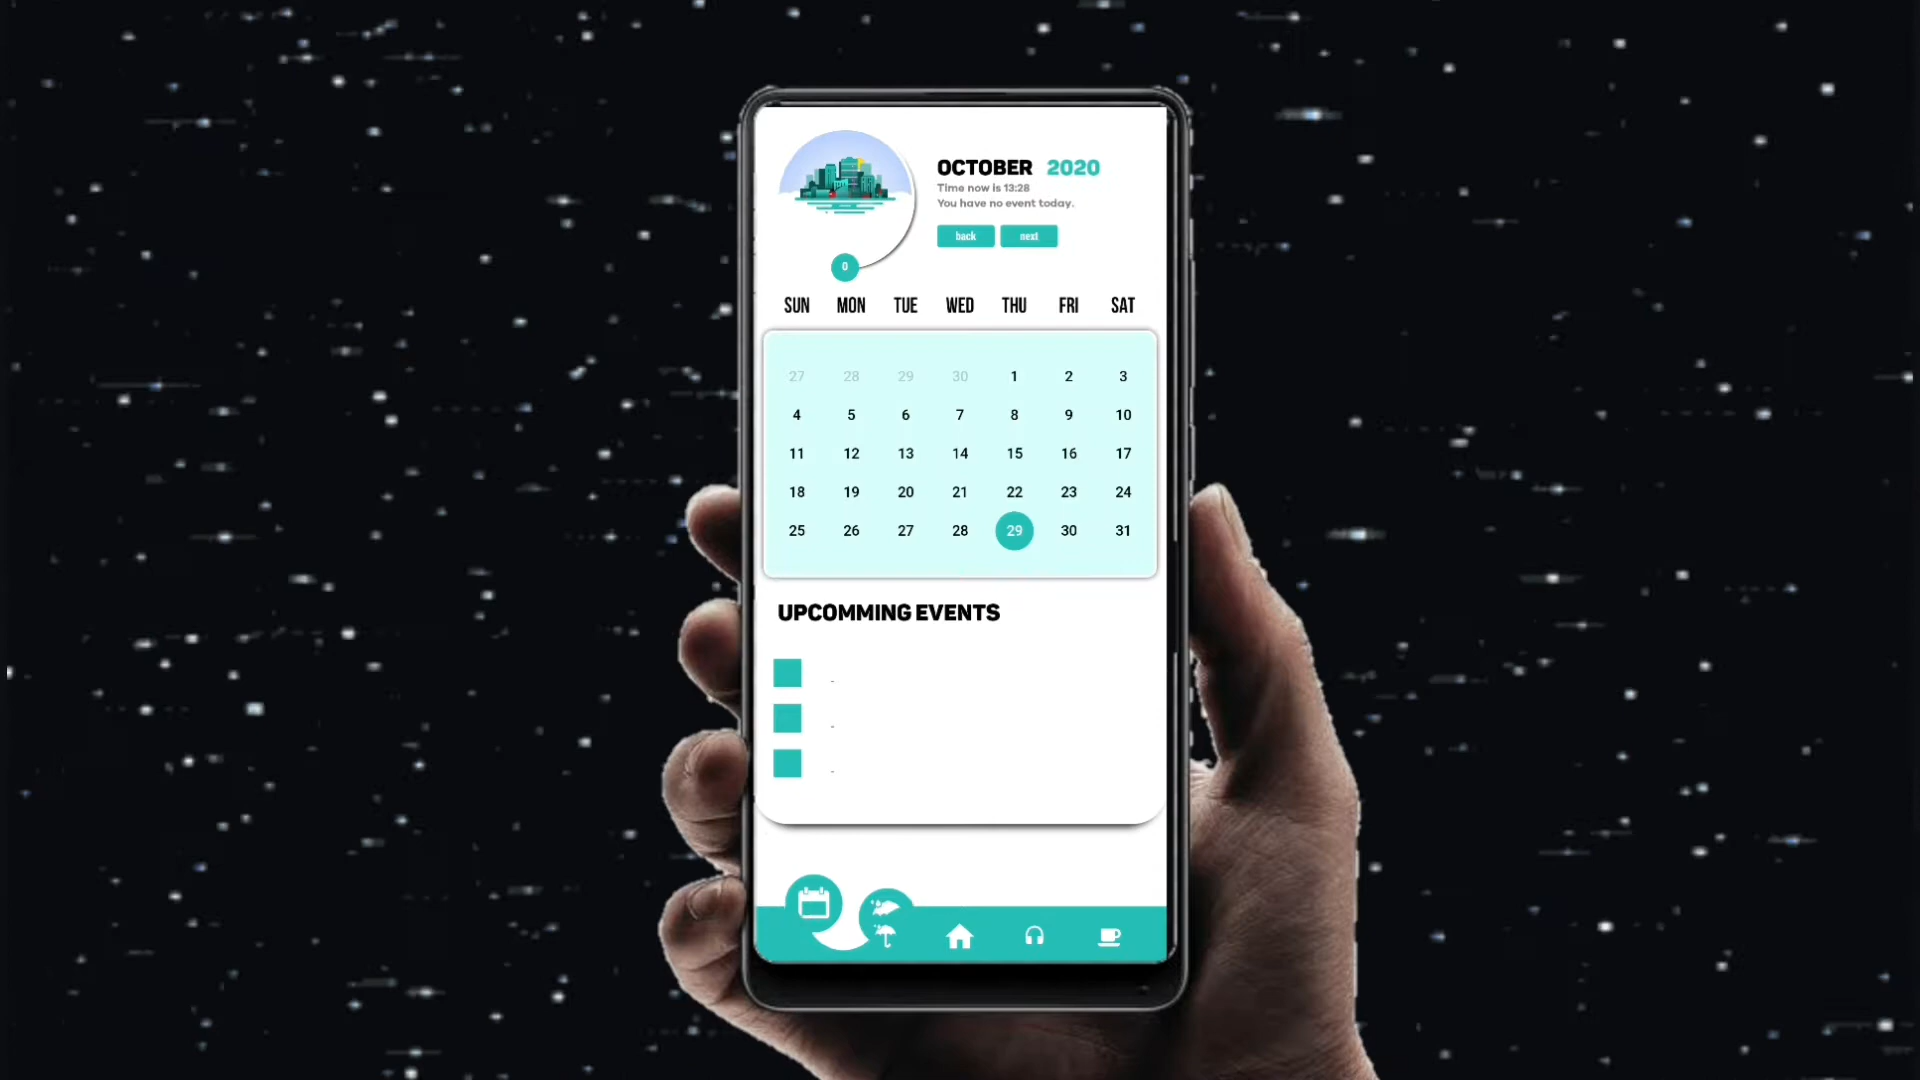 OCTOBER 2020
Time now is 13:28
You have no event today.
back next
0
SUN MON TUE WED THU FRI SAT
27 28 29 30 1 2 3
4 5 6 7 8 9 10
11 12 13 14 15 16 17
18 19 20 21 22 23 24
25 26 27 28 29 30 31
UPCOMMING EVENTS
-
-
-